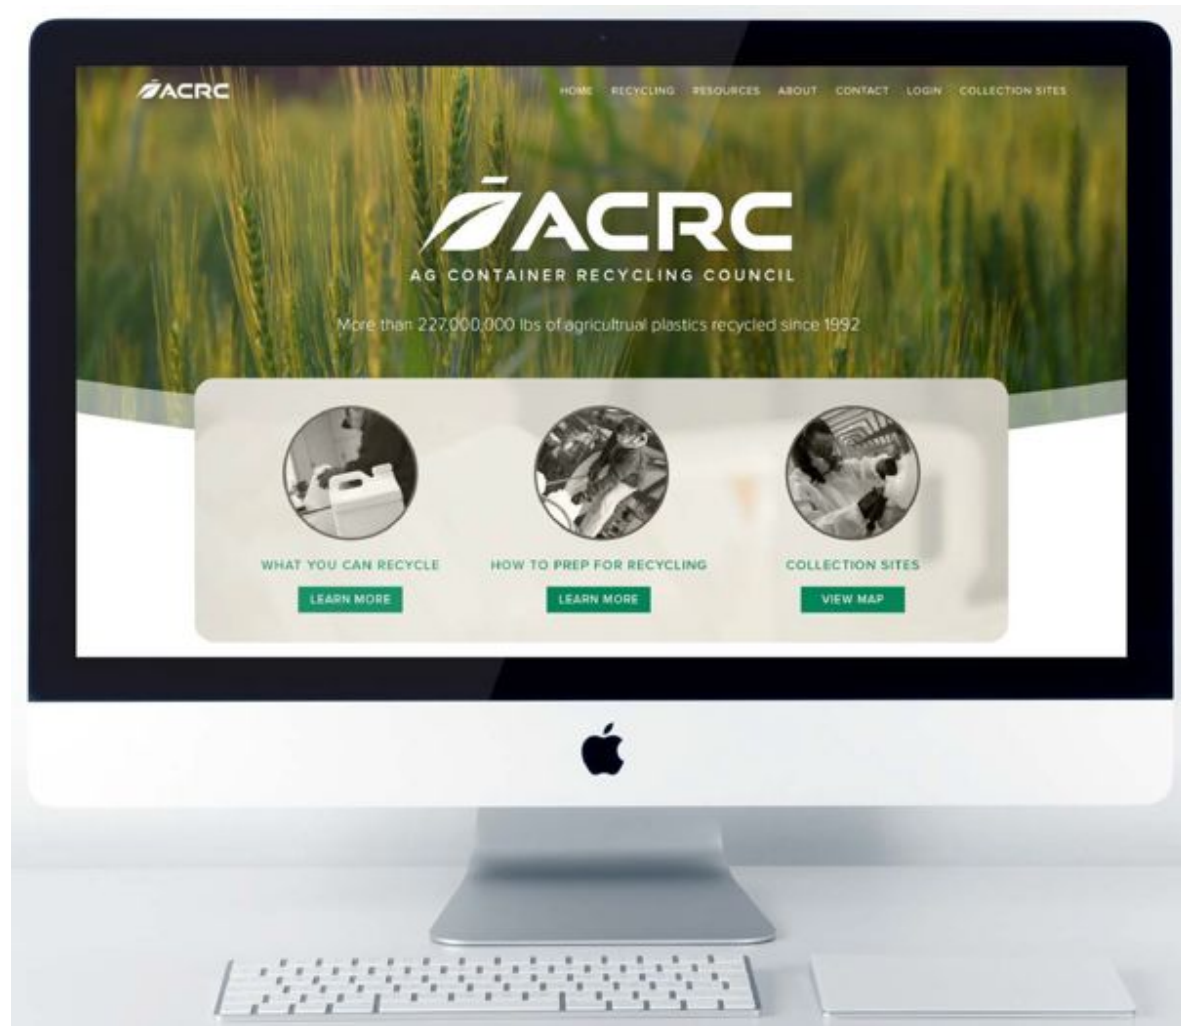 ACRC
HOME RECYCLING RESOURCES ABOUT CONTACT LOGIN COLLECTION SITES
ACRC
AG CONTAINER RECYCLING COUNCIL
More than 227,000,000 lbs of agricultrual plastics recycled since 1992
WHAT YOU CAN RECYCLE HOW TO PREP FOR RECYCLING COLLECTION SITES
LEARN MORE LEARN MORE VIEW MAP